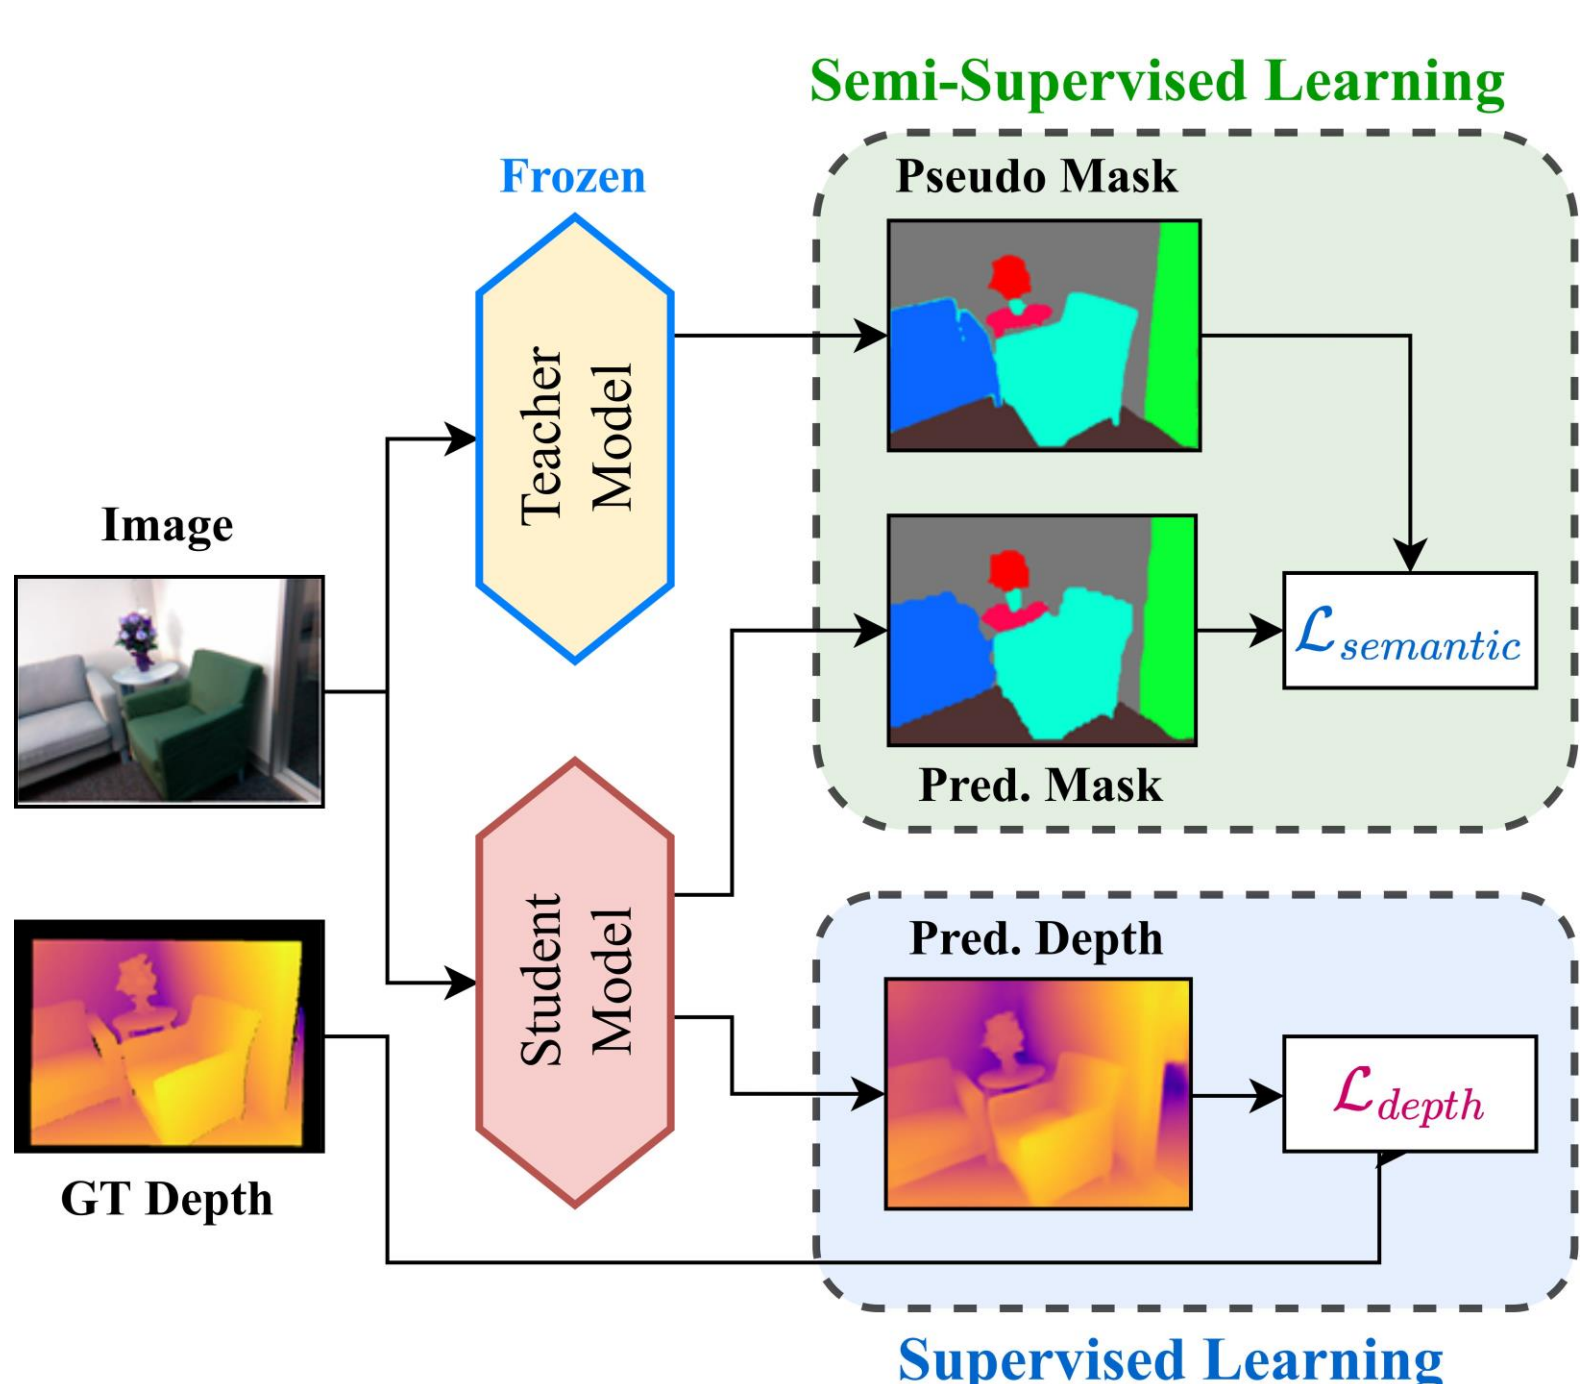 Semi-Supervised Learning
Frozen
Pseudo Mask
Teacher
Model
Image
ℒsemantic
Pred. Mask
Student
Model
Pred. Depth
ℒdepth
GT Depth
Supervised Learning